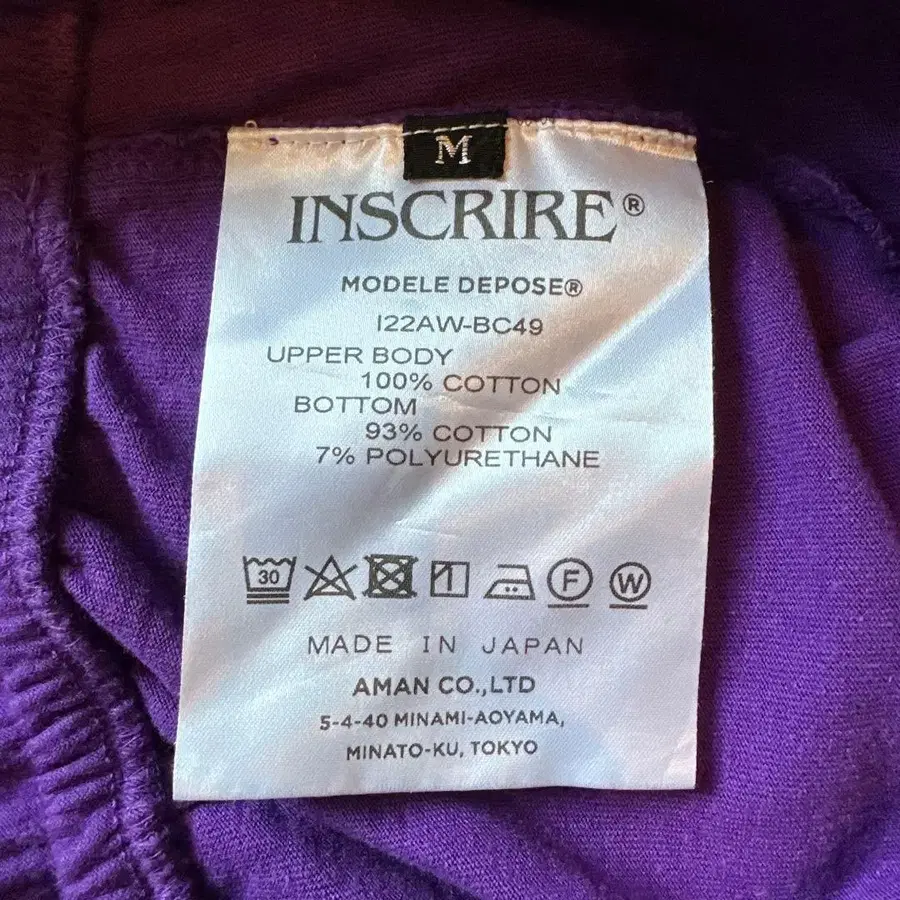 M
INSCRIRE®
MODELE DEPOSE®
I22AW-BC49
UPPER BODY
100% COTTON
BOTTOM
93% COTTON
7% POLYURETHANE
30 F W
MADE IN JAPAN
AMAN CO.,LTD
5-4-40 MINAMI-AOYAMA,
MINATO-KU, TOKYO